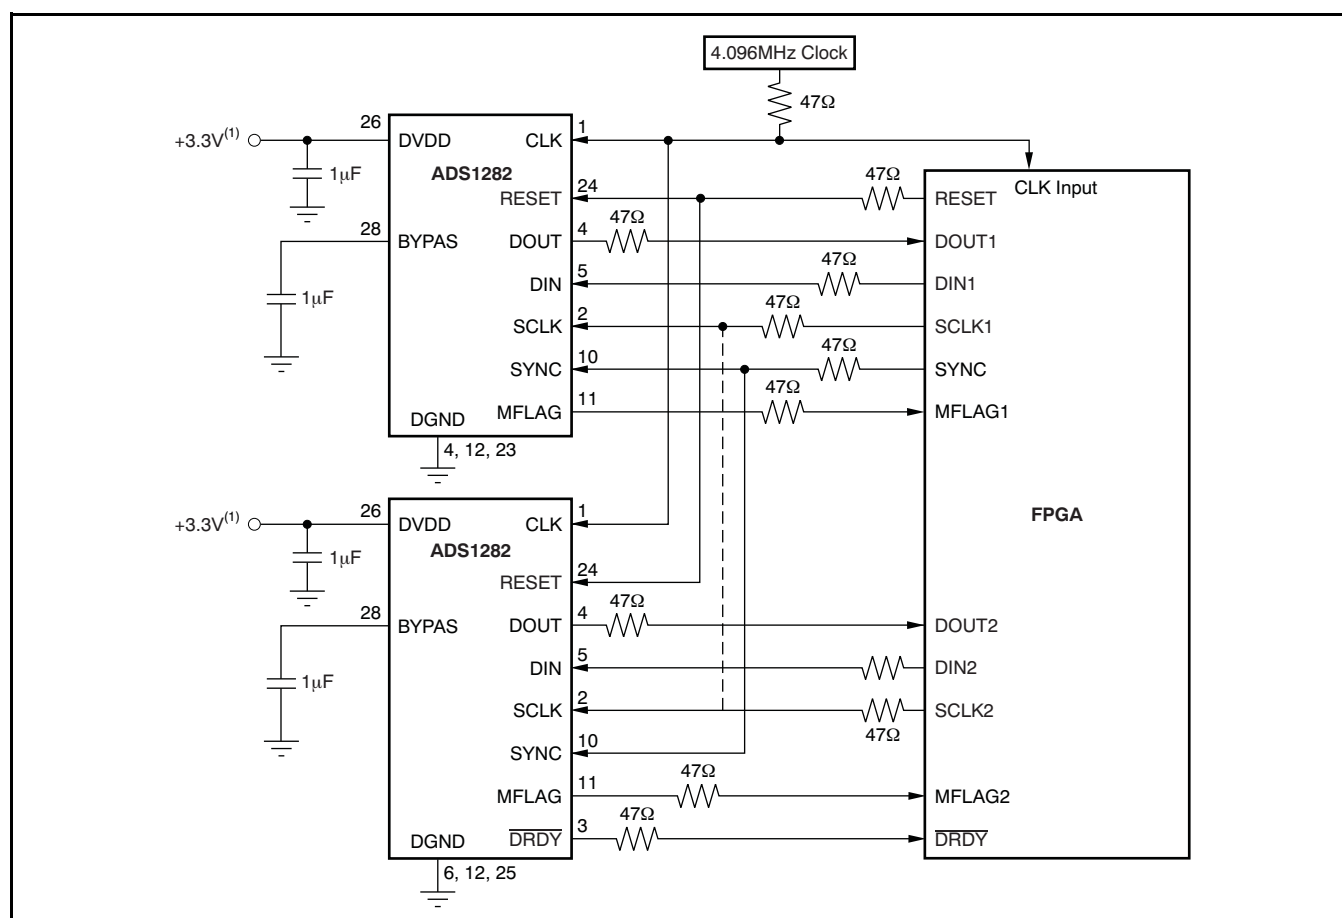 4.096MHz Clock
47Ω
+3.3V(1)
26
DVDD
CLK
1
1μF
ADS1282
CLK Input
RESET
24
47Ω
RESET
28
BYPAS
DOUT
4
47Ω
DOUT1
DIN
5
47Ω
DIN1
1μF
SCLK
2
47Ω
SCLK1
SYNC
10
47Ω
SYNC
MFLAG
11
47Ω
MFLAG1
DGND
4, 12, 23
FPGA
+3.3V(1)
26
DVDD
CLK
1
1μF
ADS1282
RESET
24
28
BYPAS
DOUT
4
47Ω
DOUT2
DIN
5
DIN2
1μF
SCLK
2
47Ω
SCLK2
SYNC
10
MFLAG
11
47Ω
MFLAG2
DGND
6, 12, 25
DRDY
3
47Ω
DRDY